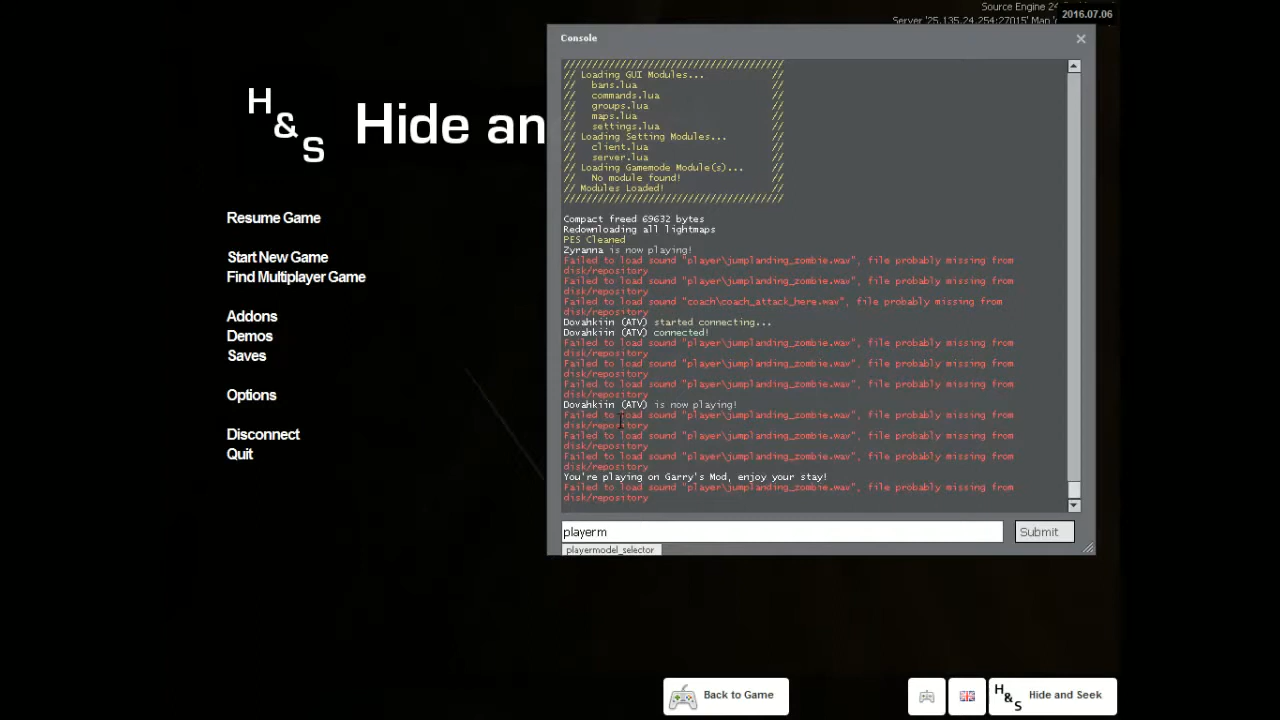 Source Engine 24
2016.07.06
Server '25.135.24.254:27015' Map '
Console
H
&
S
Hide an
Resume Game
Start New Game
Find Multiplayer Game
Addons
Demos
Saves
Options
Disconnect
Quit
////////////////////////////////////////
// Loading GUI Modules... //
// bans.lua //
// commands.lua //
// groups.lua //
// maps.lua //
// settings.lua //
// Loading Setting Modules... //
// client.lua //
// server.lua //
// Loading Gamemode Module(s)... //
// No module found! //
// Modules Loaded! //
////////////////////////////////////////
Compact freed 69632 bytes
Redownloading all lightmaps
PES Cleaned
Zyranna is now playing!
Failed to load sound "player\jumplanding_zombie.wav", file probably missing from
disk/repository
Failed to load sound "player\jumplanding_zombie.wav", file probably missing from
disk/repository
Failed to load sound "coach\coach_attack_here.wav", file probably missing from
disk/repository
Dovahkiin (ATV) started connecting...
Dovahkiin (ATV) connected!
Failed to load sound "player\jumplanding_zombie.wav", file probably missing from
disk/repository
Failed to load sound "player\jumplanding_zombie.wav", file probably missing from
disk/repository
Failed to load sound "player\jumplanding_zombie.wav", file probably missing from
disk/repository
Dovahkiin (ATV) is now playing!
Failed to load sound "player\jumplanding_zombie.wav", file probably missing from
disk/repository
Failed to load sound "player\jumplanding_zombie.wav", file probably missing from
disk/repository
Failed to load sound "player\jumplanding_zombie.wav", file probably missing from
disk/repository
You're playing on Garry's Mod, enjoy your stay!
Failed to load sound "player\jumplanding_zombie.wav", file probably missing from
disk/repository
playerm
Submit
playermodel_selector
Back to Game
H
&
S
Hide and Seek